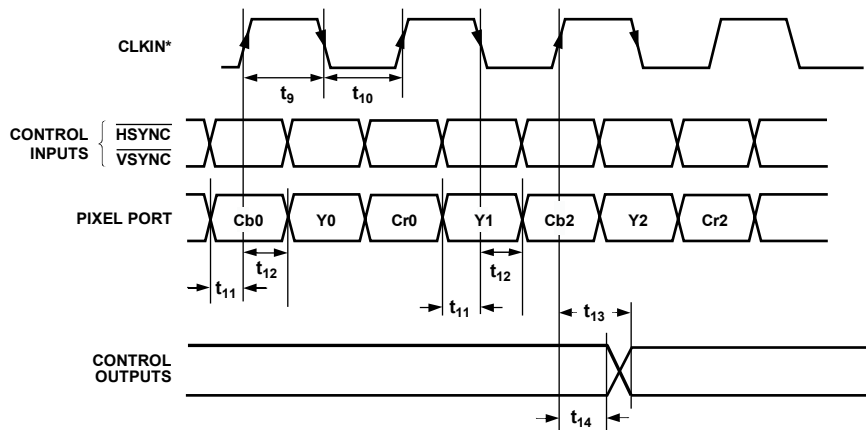 CLKIN*
t9 t10
CONTROL INPUTS
HSYNC
VSYNC
PIXEL PORT
Cb0 Y0 Cr0 Y1 Cb2 Y2 Cr2
t12 t12
t11 t11
t13
CONTROL OUTPUTS
t14